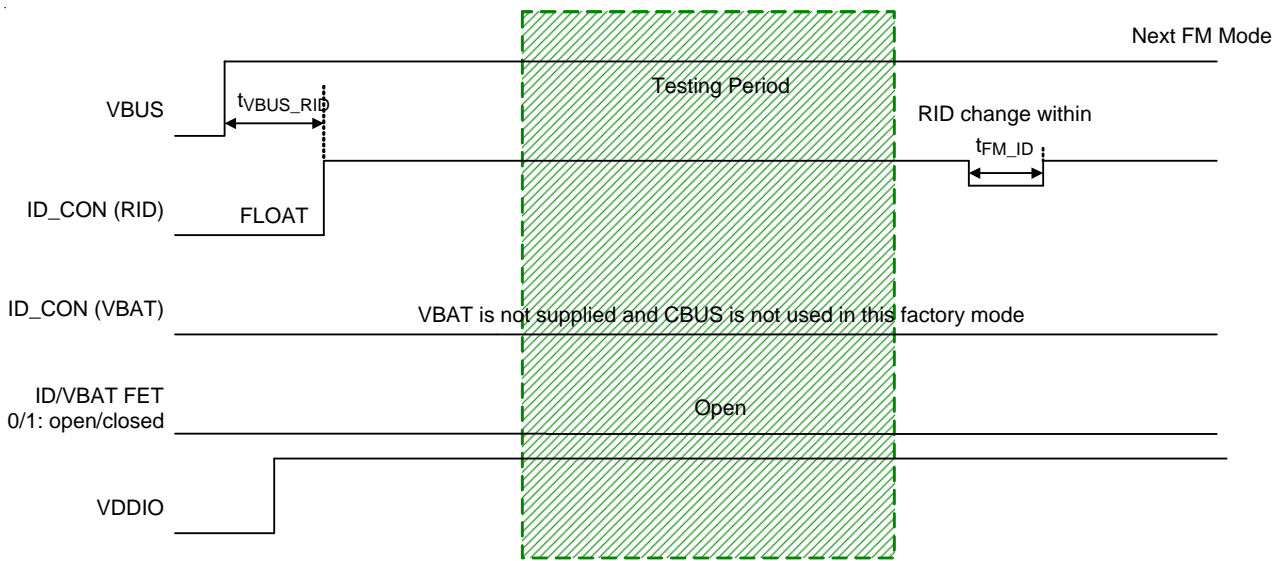 Next FM Mode
Testing Period
VBUS
tVBUS_RID
RID change within
tFM_ID
ID_CON (RID)
FLOAT
ID_CON (VBAT)
VBAT is not supplied and CBUS is not used in this factory mode
ID/VBAT FET
0/1: open/closed
Open
VDDIO